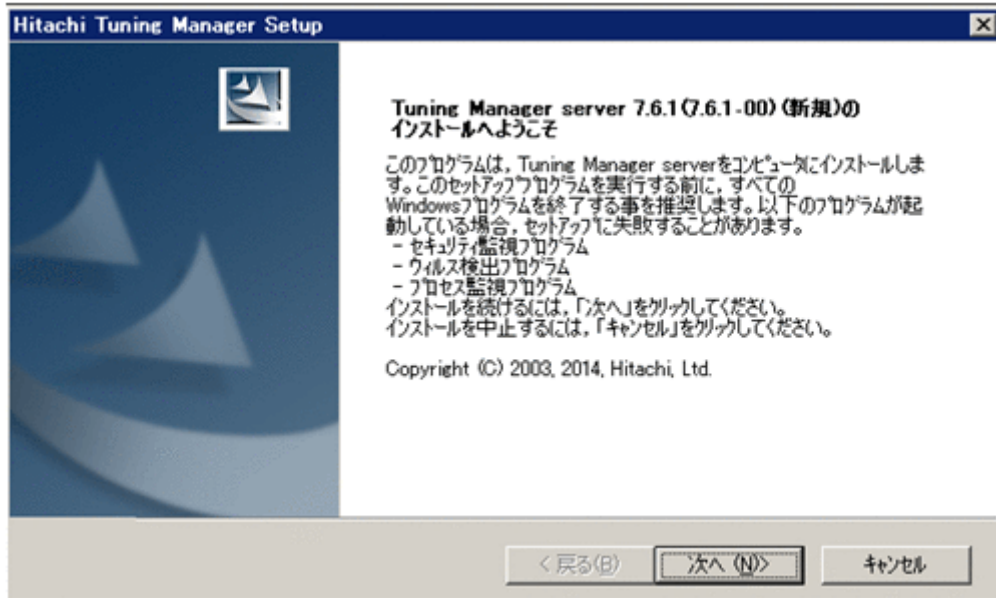 Hitachi Tuning Manager Setup
Tuning Manager server 7.6.1(7.6.1-00) (新規)の
インストールへようこそ
このプログラムは, Tuning Manager serverをコンピュータにインストールしま
す。このセットアッププログラムを実行する前に, すべての
Windowsプログラムを終了する事を推奨します。以下のプログラムが起
動している場合, セットアップに失敗することがあります。
- セキュリティ監視プログラム
- ウィルス検出プログラム
- プロセス監視プログラム
インストールを続けるには,「次へ」をクリックしてください。
インストールを中止するには,「キャンセル」をクリックしてください。
Copyright (C) 2003, 2014, Hitachi, Ltd.
< 戻る(B) 次へ (N)> キャンセル